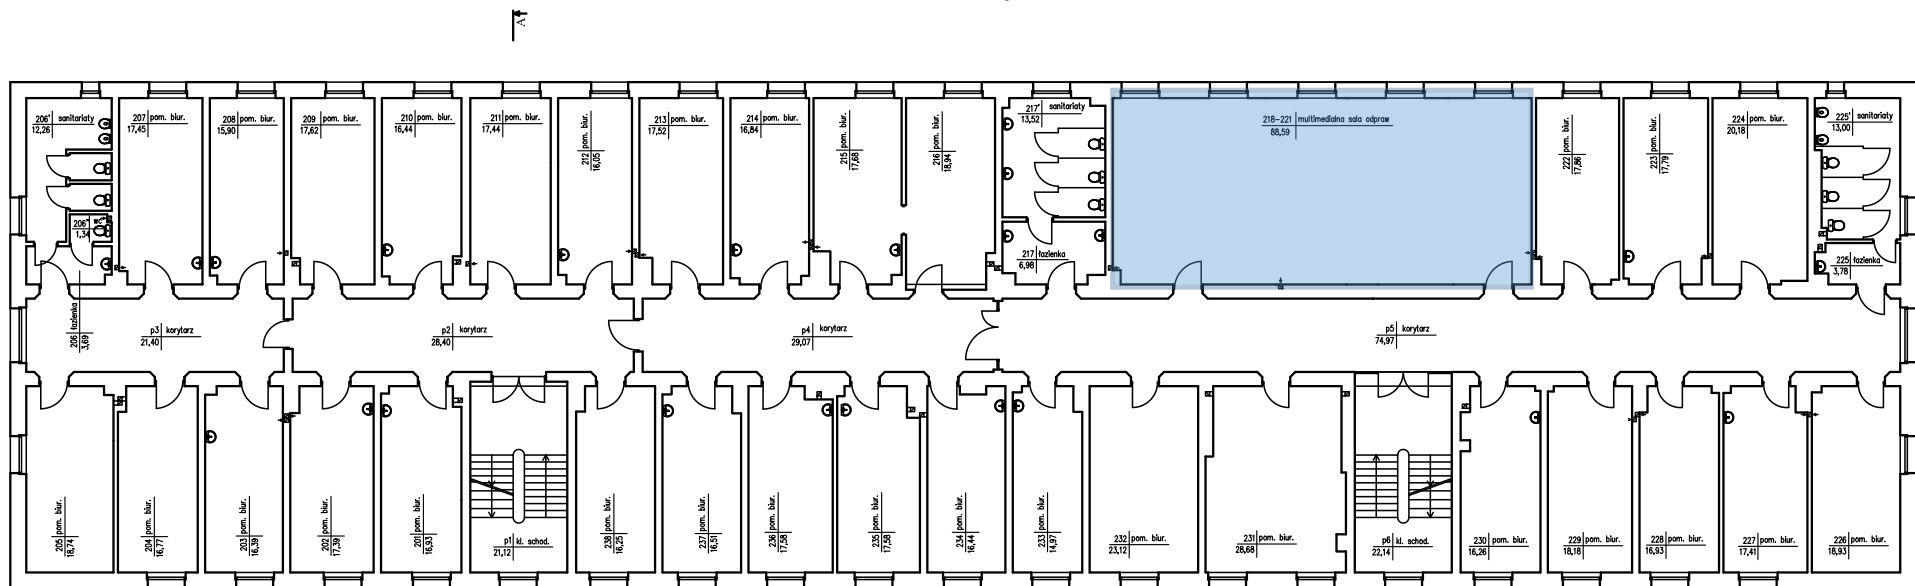 A
206' sanitariaty
12,26
207 pom. biur.
17,45
208 pom. biur.
15,90
209 pom. biur.
17,62
210 pom. biur.
16,44
211 pom. biur.
17,44
212 pom. biur.
16,05
213 pom. biur.
17,52
214 pom. biur.
16,84
215 pom. biur.
17,68
216 pom. biur.
18,94
217' sanitariaty
13,52
218-221 multimedialna sala odpraw
88,59
222 pom. biur.
17,86
223 pom. biur.
17,79
224 pom. biur.
20,18
225' sanitariaty
13,00
206" wc
1,34
217 łazienka
6,98
225 łazienka
3,78
206 łazienka
3,69
p3 korytarz
21,40
p2 korytarz
28,40
p4 korytarz
29,07
p5 korytarz
74,97
205 pom. biur.
18,74
204 pom. biur.
16,77
203 pom. biur.
16,39
202 pom. biur.
17,39
201 pom. biur.
16,93
p1 kl. schod.
21,12
238 pom. biur.
16,25
237 pom. biur.
16,51
236 pom. biur.
17,58
235 pom. biur.
17,58
234 pom. biur.
16,44
233 pom. biur.
14,97
232 pom. biur.
23,12
231 pom. biur.
28,68
p6 kl. schod.
22,14
230 pom. biur.
16,26
229 pom. biur.
18,18
228 pom. biur.
16,93
227 pom. biur.
17,41
226 pom. biur.
18,93